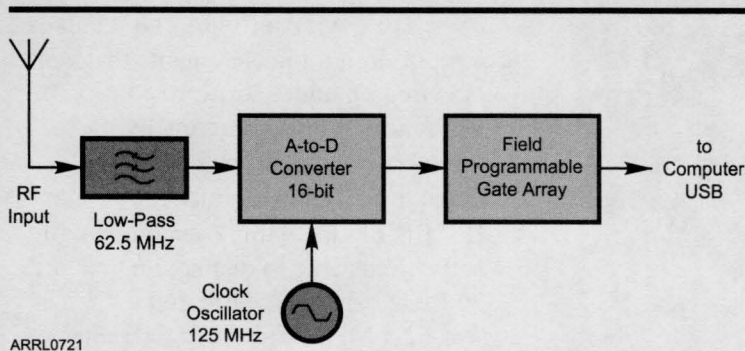 RF
Input
Low-Pass
62.5 MHz
A-to-D
Converter
16-bit
Clock
Oscillator
125 MHz
Field
Programmable
Gate Array
to
Computer
USB
ARRL0721